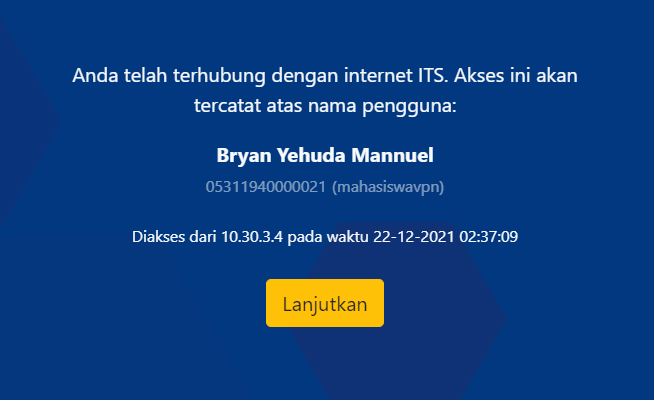 Anda telah terhubung dengan internet ITS. Akses ini akan
tercatat atas nama pengguna:
Bryan Yehuda Mannuel
05311940000021 (mahasiswavpn)
Diakses dari 10.30.3.4 pada waktu 22-12-2021 02:37:09
Lanjutkan